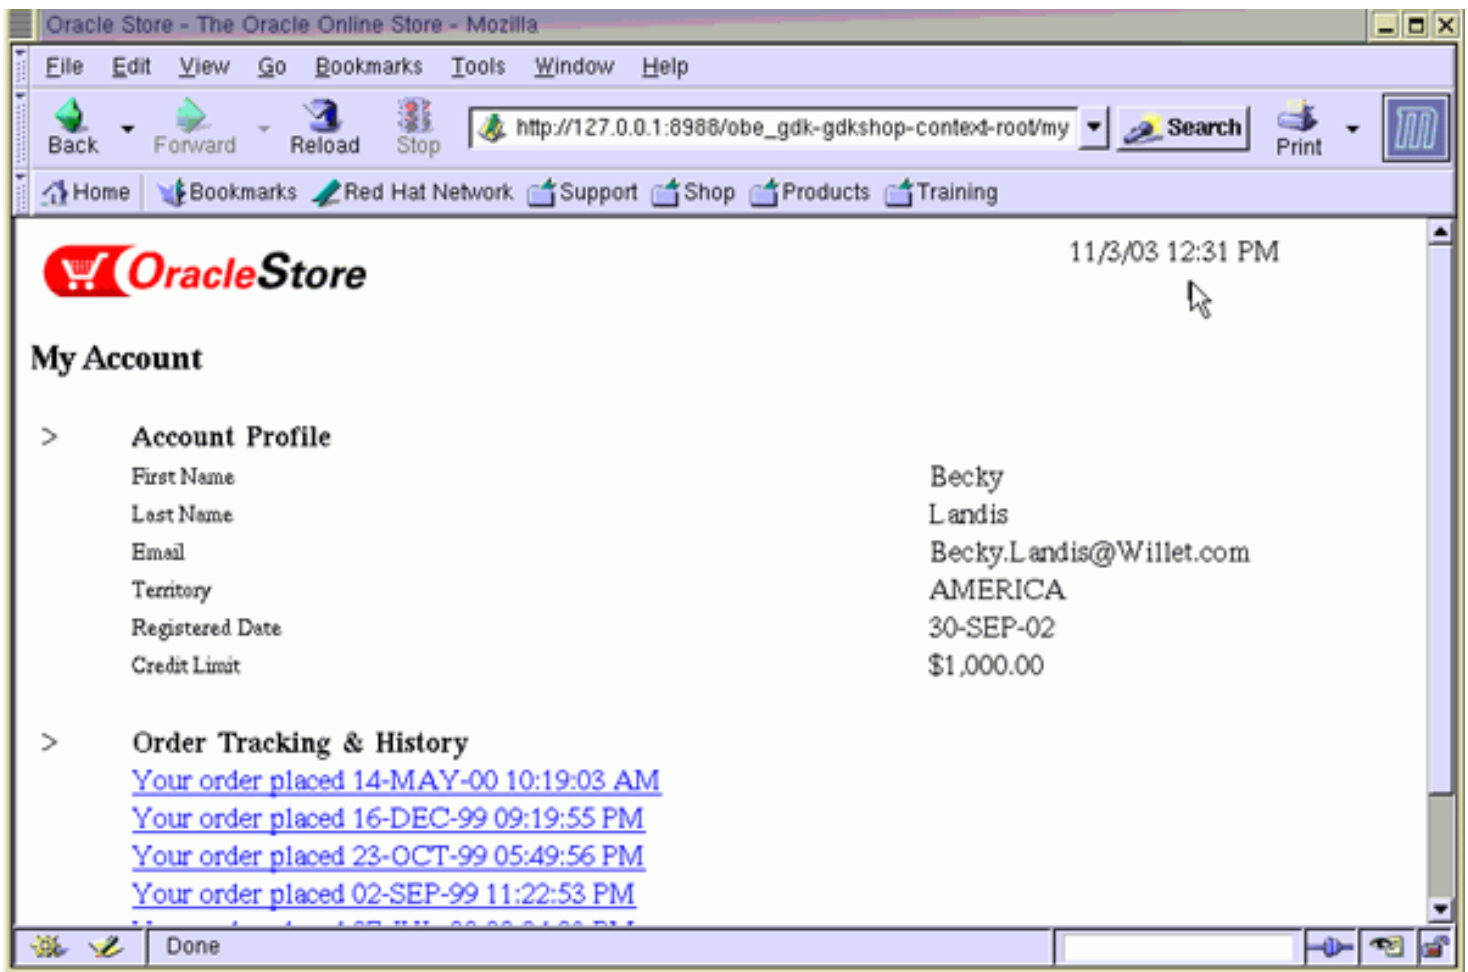 Oracle Store - The Oracle Online Store - Mozilla
File Edit View Go Bookmarks Tools Window Help
Back Forward Reload Stop http://127.0.0.1:8988/obe_gdk-gdkshop-context-root/my Search Print
Home Bookmarks Red Hat Network Support Shop Products Training
OracleStore 11/3/03 12:31 PM
My Account
> Account Profile
First Name Becky
Last Name Landis
Email Becky.Landis@Willet.com
Territory AMERICA
Registered Date 30-SEP-02
Credit Limit $1,000.00
> Order Tracking & History
Your order placed 14-MAY-00 10:19:03 AM
Your order placed 16-DEC-99 09:19:55 PM
Your order placed 23-OCT-99 05:49:56 PM
Your order placed 02-SEP-99 11:22:53 PM
Done